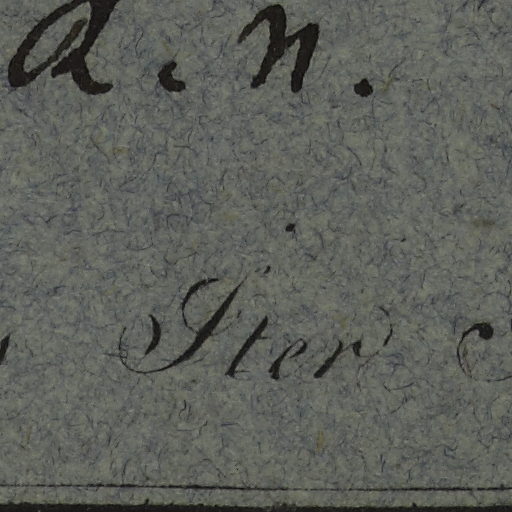 d. n.
Iter